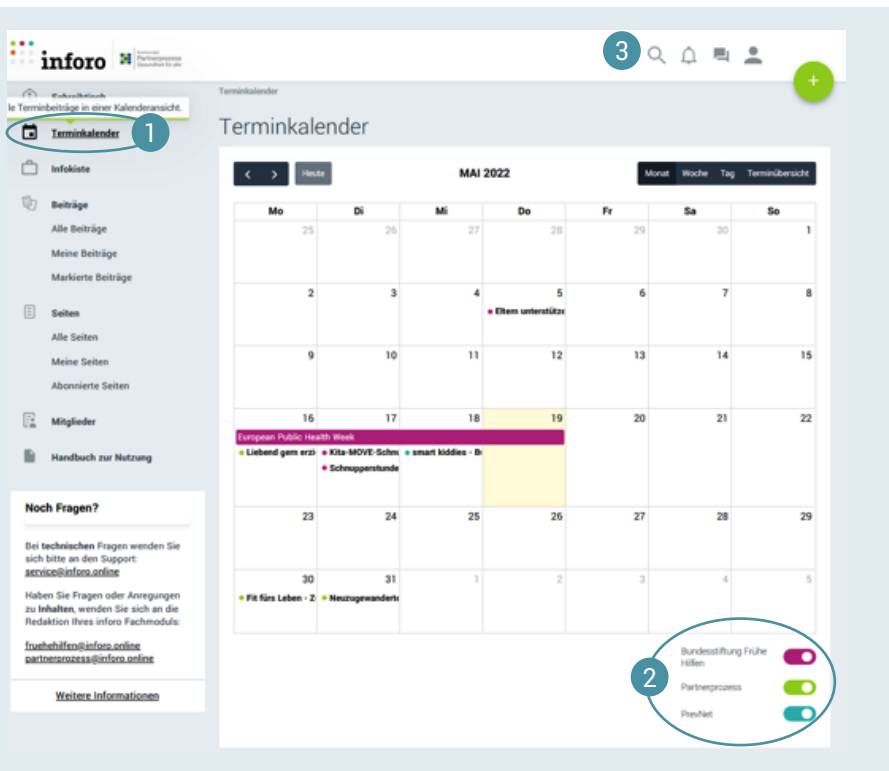 3
inforo
Partnerprozess
Gesundheit für alle
+
Schreibtisch
le Terminbeiträge in einer Kalenderansicht.
Terminkalender
1
Infokiste
Beiträge
Alle Beiträge
Meine Beiträge
Markierte Beiträge
Seiten
Alle Seiten
Meine Seiten
Abonnierte Seiten
Mitglieder
Handbuch zur Nutzung
Noch Fragen?
Bei technischen Fragen wenden Sie
sich bitte an den Support:
service@inforo.online
Haben Sie Fragen oder Anregungen
zu Inhalten, wenden Sie sich an die
Redaktion Ihres inforo Fachmoduls:
fruehehilfen@inforo.online
partnerprozess@inforo.online
Weitere Informationen
Terminkalender
Terminkalender
< > Heute MAI 2022 Monat Woche Tag Terminübersicht
Mo Di Mi Do Fr Sa So
25 26 27 28 29 30 1
2 3 4 5 6 7 8
Eltern unterstütze
9 10 11 12 13 14 15
16 17 18 19 20 21 22
European Public Health Week
Liebend gern erzi Kita-MOVE-Schnu smart kiddies - B
Schnupperstunde
23 24 25 26 27 28 29
30 31 1 2 3 4 5
Fit fürs Leben - Z Neuzugewandert
Bundesstiftung Frühe
Hilfen
2
Partnerprozess
PrevNet